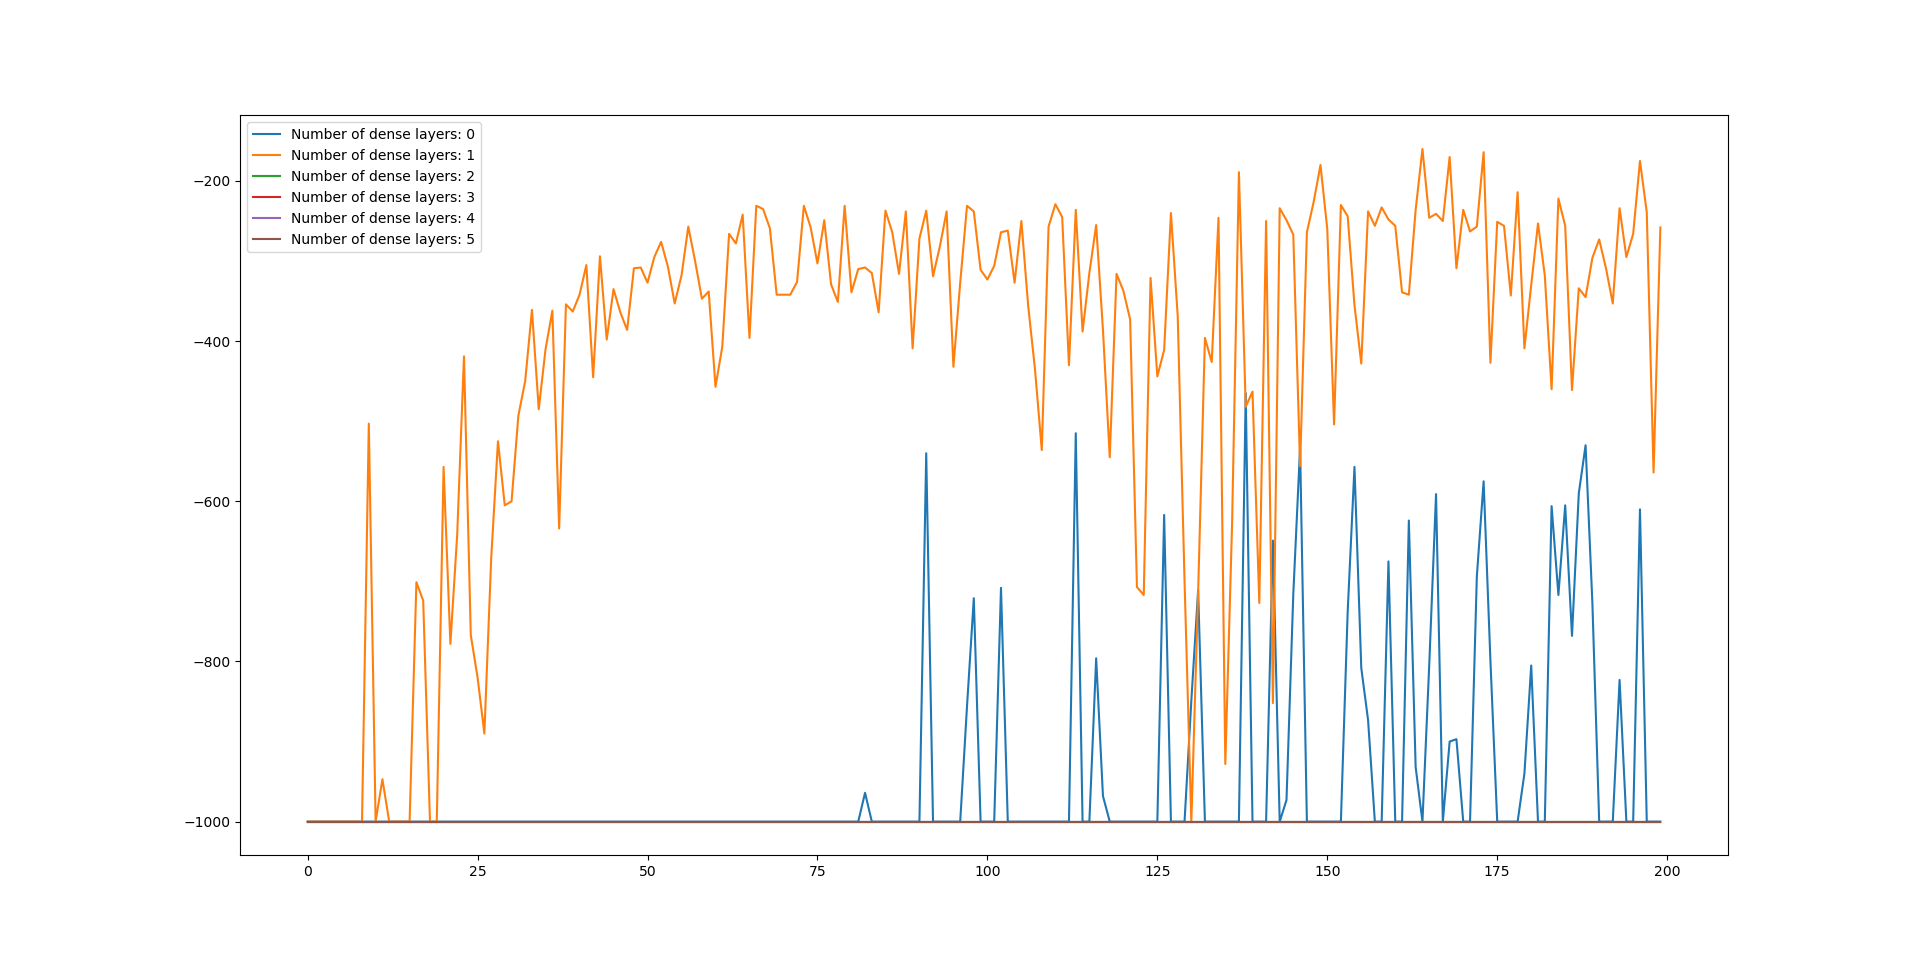 Number of dense layers: 0
Number of dense layers: 1
Number of dense layers: 2
Number of dense layers: 3
Number of dense layers: 4
Number of dense layers: 5
−200
−400
−600
−800
−1000
0 25 50 75 100 125 150 175 200